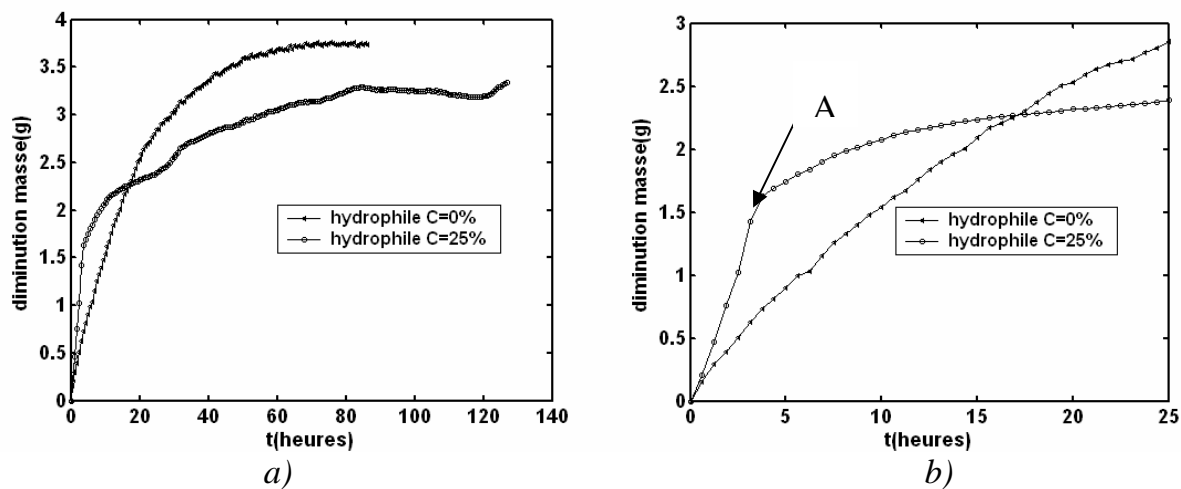 4
3.5
3
2.5
2
1.5
1
0.5
0
diminution masse(g)
hydrophile C=0%
hydrophile C=25%
0 20 40 60 80 100 120 140
t(heures)
a)
3
2.5
2
1.5
1
0.5
0
diminution masse(g)
A
hydrophile C=0%
hydrophile C=25%
0 5 10 15 20 25
t(heures)
b)